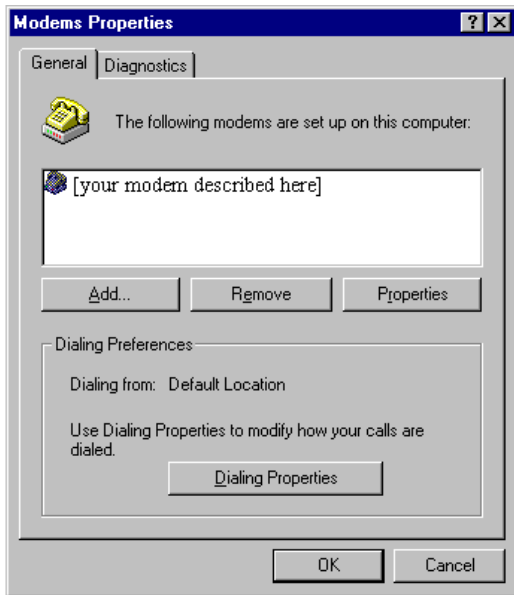 Modems Properties
General Diagnostics
The following modems are set up on this computer:
[your modem described here]
Add... Remove Properties
Dialing Preferences
Dialing from: Default Location
Use Dialing Properties to modify how your calls are
dialed.
Dialing Properties
OK Cancel